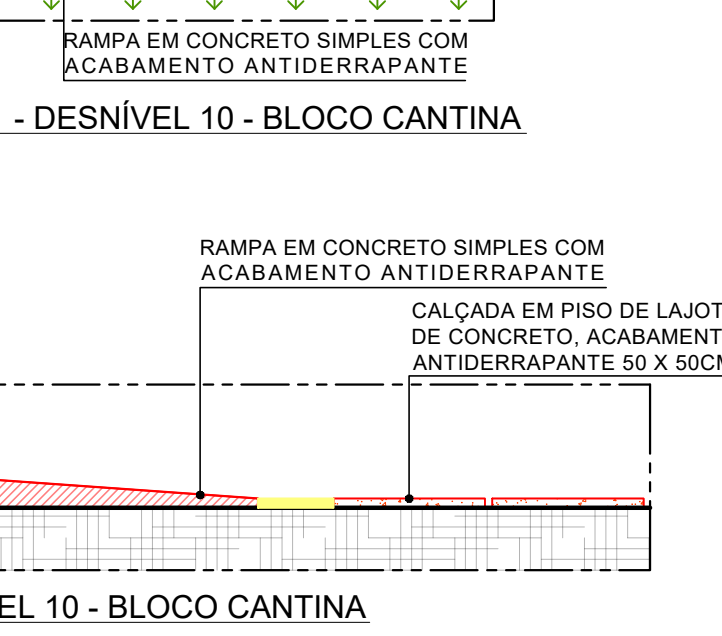 RAMPA EM CONCRETO SIMPLES COM
ACABAMENTO ANTIDERRAPANTE
- DESNÍVEL 10 - BLOCO CANTINA
RAMPA EM CONCRETO SIMPLES COM
ACABAMENTO ANTIDERRAPANTE
CALÇADA EM PISO DE LAJOT
DE CONCRETO, ACABAMENT
ANTIDERRAPANTE 50 X 50CM
EL 10 - BLOCO CANTINA